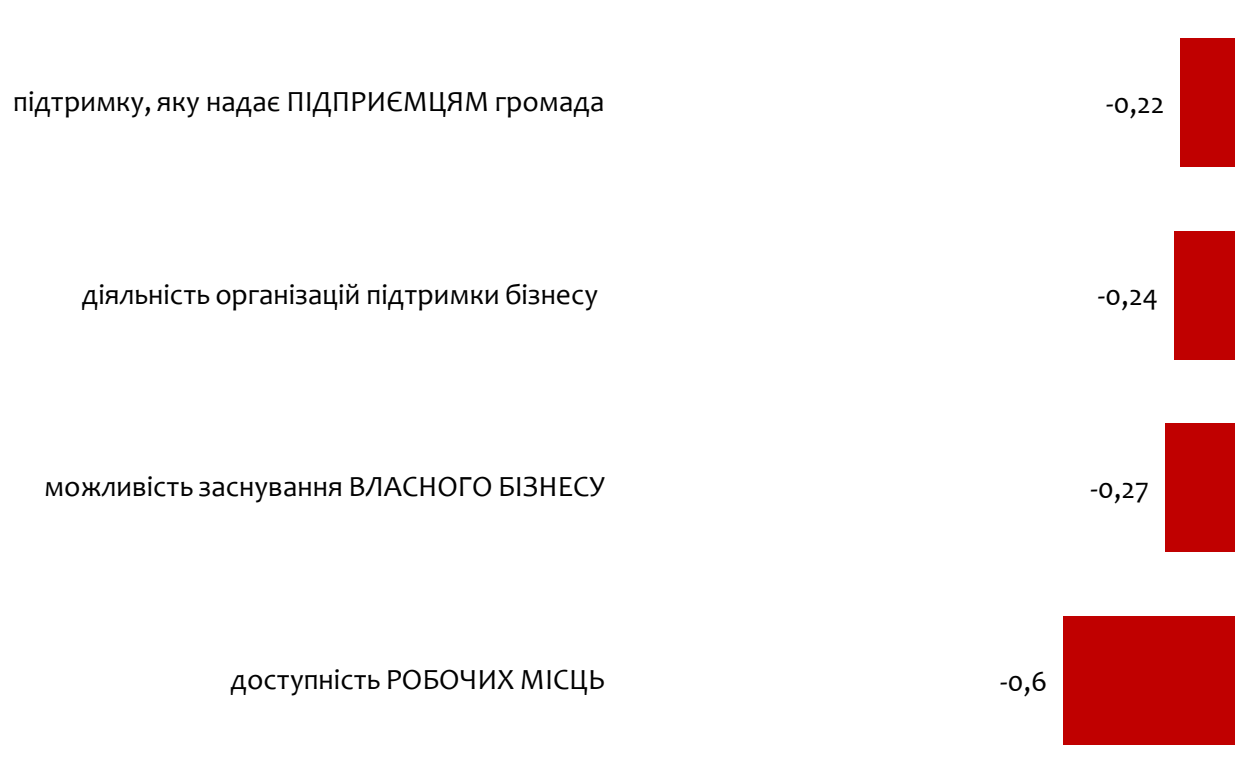 підтримку, яку надає ПІДПРИЄМЦЯМ громада -0,22
діяльність організацій підтримки бізнесу -0,24
можливість заснування ВЛАСНОГО БІЗНЕСУ -0,27
доступність РОБОЧИХ МІСЦЬ -0,6